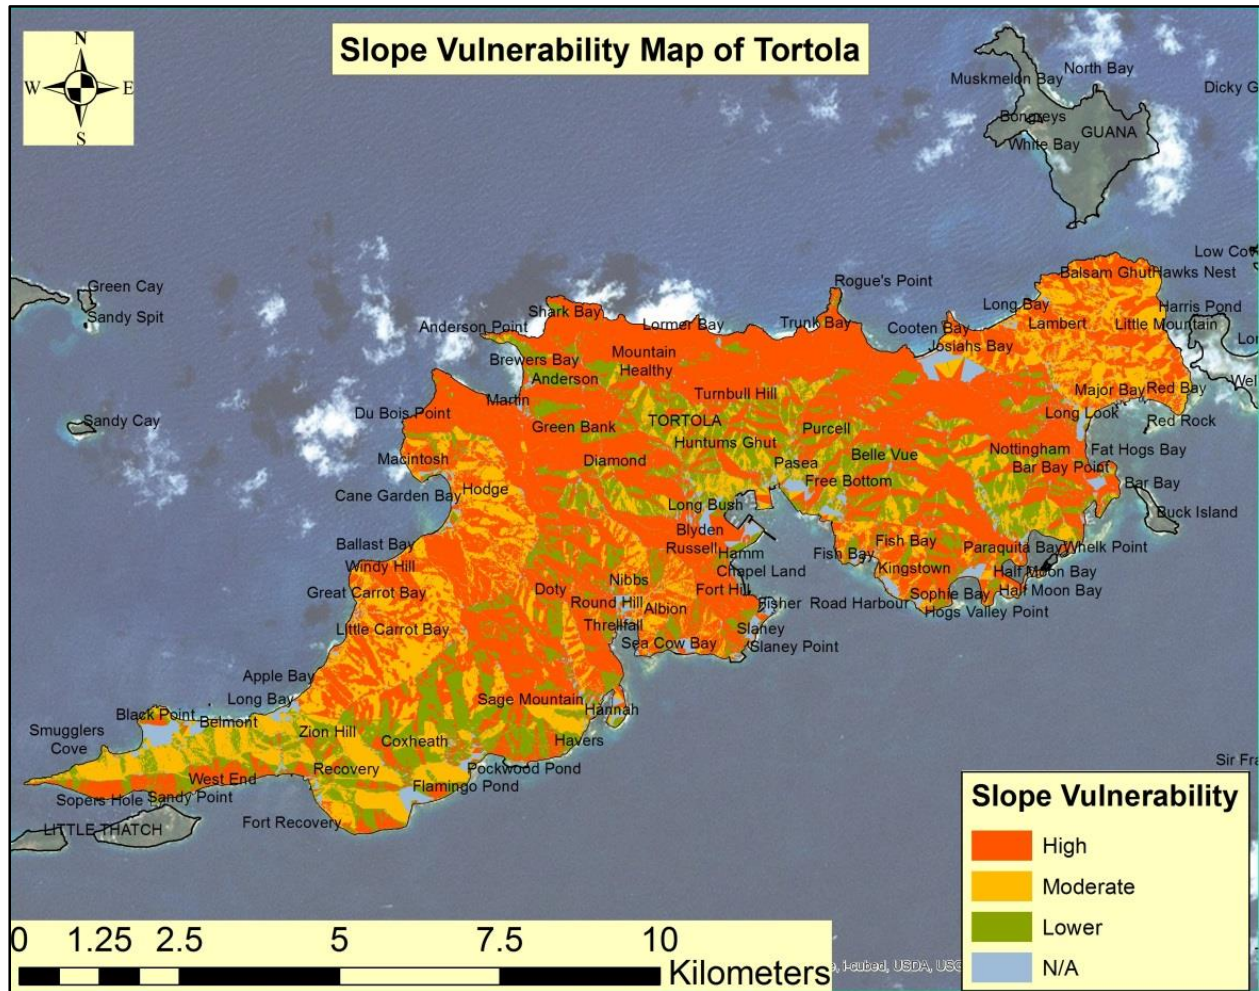 Slope Vulnerability Map of Tortola
N
W E
S
North Bay
Muskmelon Bay
Dicky G
Bongreys
GUANA
White Bay
Low Cov
Balsam Ghut
Hawks Nest
Green Cay
Sandy Spit
Rogue's Point
Long Bay
Harris Pond
Shark Bay
Anderson Point
Lormer Bay
Trunk Bay
Cooten Bay
Lambert
Little Mountain
Josiahs Bay
Brewers Bay
Mountain
Healthy
Anderson
Turnbull Hill
Major Bay
Red Bay
Wel
Martin
Du Bois Point
Sandy Cay
TORTOLA
Green Bank
Purcell
Long Look
Red Rock
Huntums Ghut
Nottingham
Fat Hogs Bay
Macintosh
Diamond
Pasea
Belle Vue
Bar Bay Point
Free Bottom
Bar Bay
Cane Garden Bay
Hodge
Long Bush
Buck Island
Blyden
Ballast Bay
Russell
Hamm
Fish Bay
Fish Bay
Paraquita Bay
Whelk Point
Windy Hill
Chapel Land
Kingstown
Half Moon Bay
Great Carrot Bay
Nibbs
Doty
Fort Hill
Half Moon Bay
Round Hill
Albion
Fisher
Road Harbour
Sophie Bay
Hogs Valley Point
Little Carrot Bay
Threllfall
Slaney
Sea Cow Bay
Slaney Point
Apple Bay
Long Bay
Sage Mountain
Hannah
Black Point
Belmont
Smugglers
Cove
Zion Hill
Coxheath
Havers
Recovery
Pockwood Pond
West End
Flamingo Pond
Sopers Hole
Sandy Point
Fort Recovery
LITTLE THATCH
Sir Fra
Slope Vulnerability
High
Moderate
Lower
N/A
0 1.25 2.5 5 7.5 10
Kilometers
, i-cubed, USDA, USG